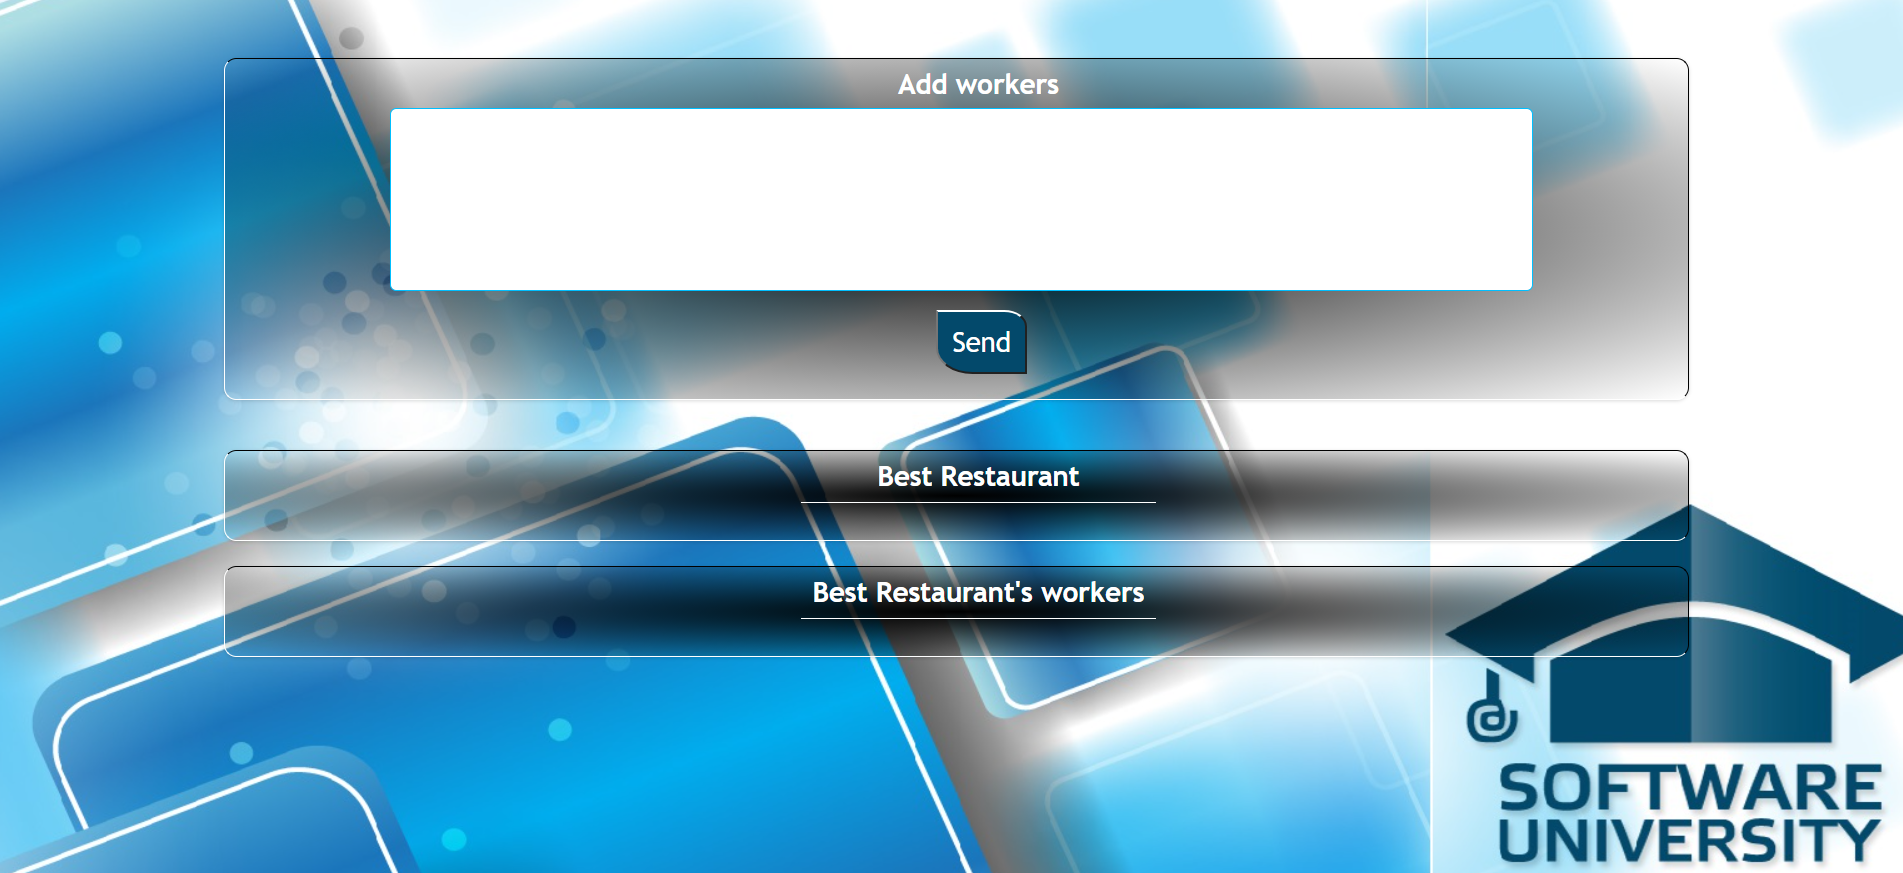 Add workers
Send
Best Restaurant
Best Restaurant's workers
SOFTWARE
UNIVERSITY